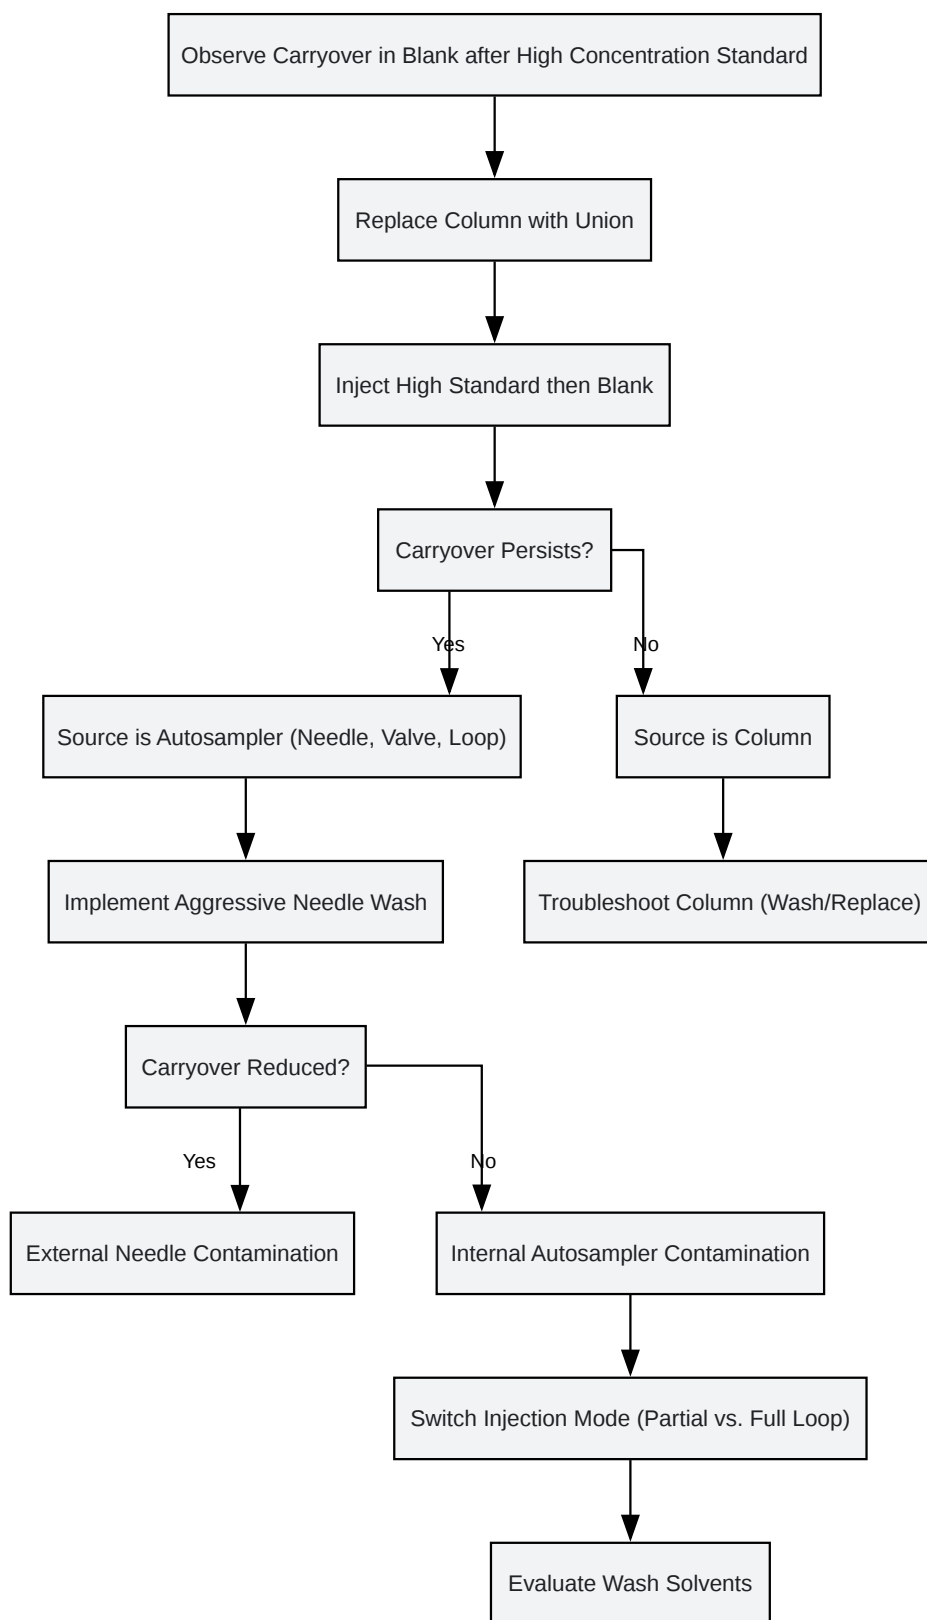 Observe Carryover in Blank after High Concentration Standard
Replace Column with Union
Inject High Standard then Blank
Carryover Persists?
Yes
No
Source is Autosampler (Needle, Valve, Loop)
Source is Column
Implement Aggressive Needle Wash
Troubleshoot Column (Wash/Replace)
Carryover Reduced?
Yes
No
External Needle Contamination
Internal Autosampler Contamination
Switch Injection Mode (Partial vs. Full Loop)
Evaluate Wash Solvents